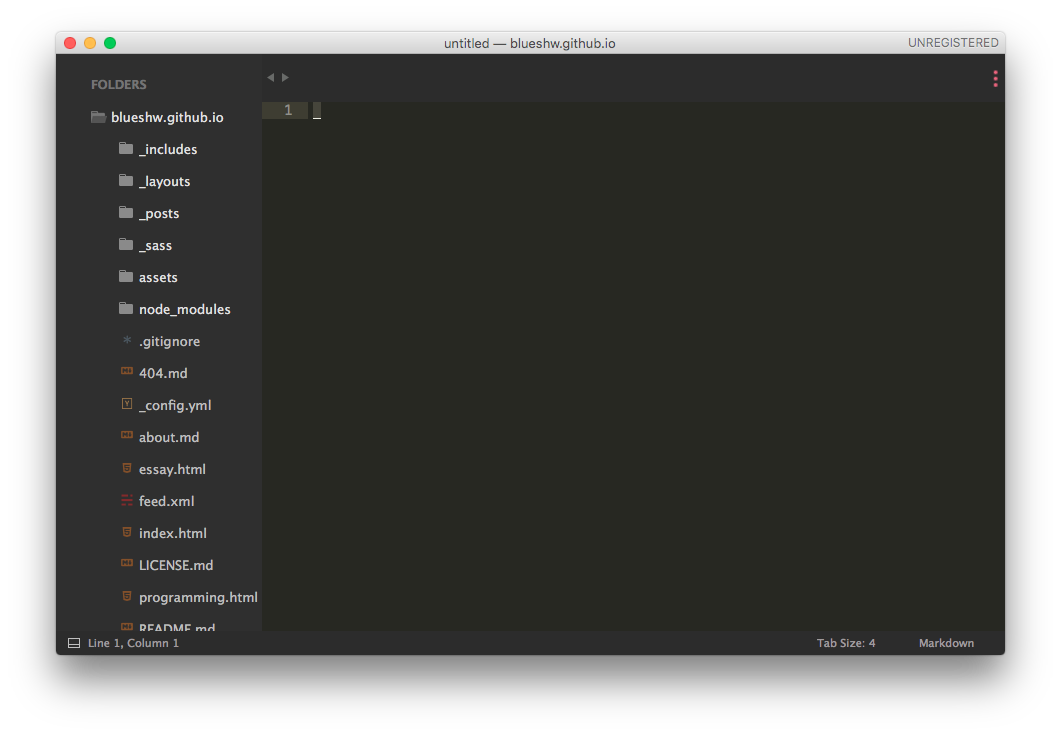 untitled — blueshw.github.io
UNREGISTERED
FOLDERS
blueshw.github.io
_includes
_layouts
_posts
_sass
assets
node_modules
.gitignore
404.md
_config.yml
about.md
essay.html
feed.xml
index.html
LICENSE.md
programming.html
README.md
1
Line 1, Column 1
Tab Size: 4
Markdown